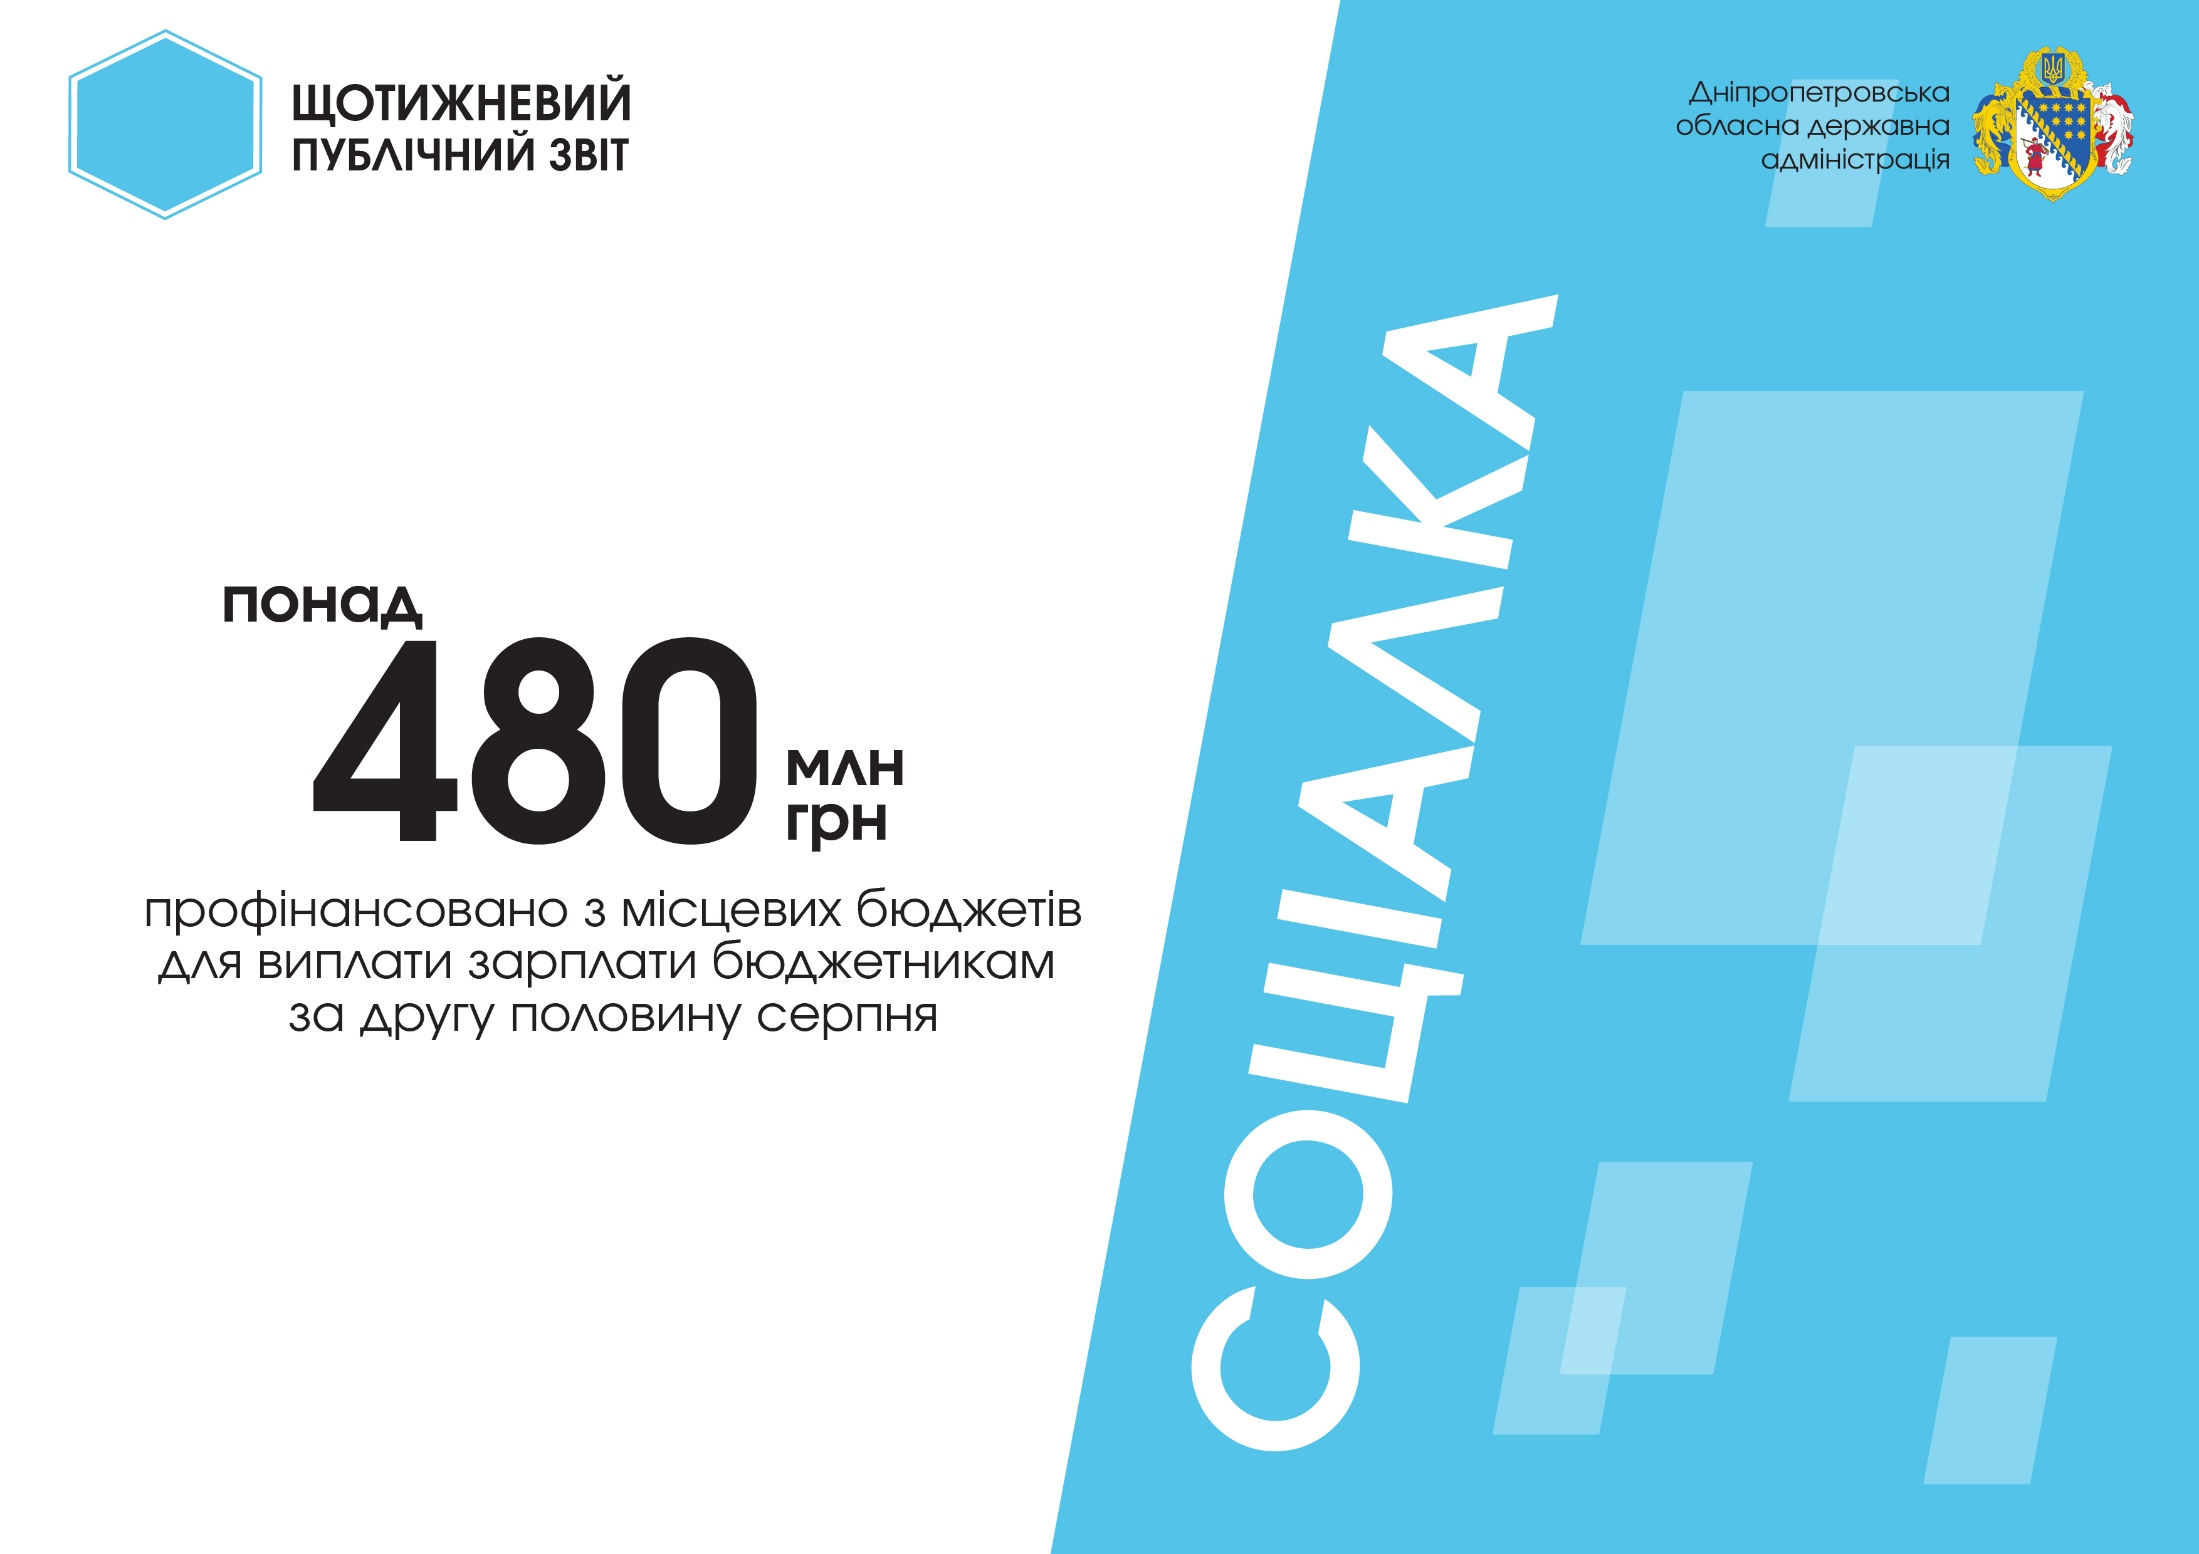 ЩОТИЖНЕВИЙ
ПУБЛІЧНИЙ ЗВІТ
Дніпропетровська
обласна державна
адміністрація
понад
480 млн
грн
профінансовано з місцевих бюджетів
для виплати зарплати бюджетникам
за другу половину серпня
СОЦІАЛКА